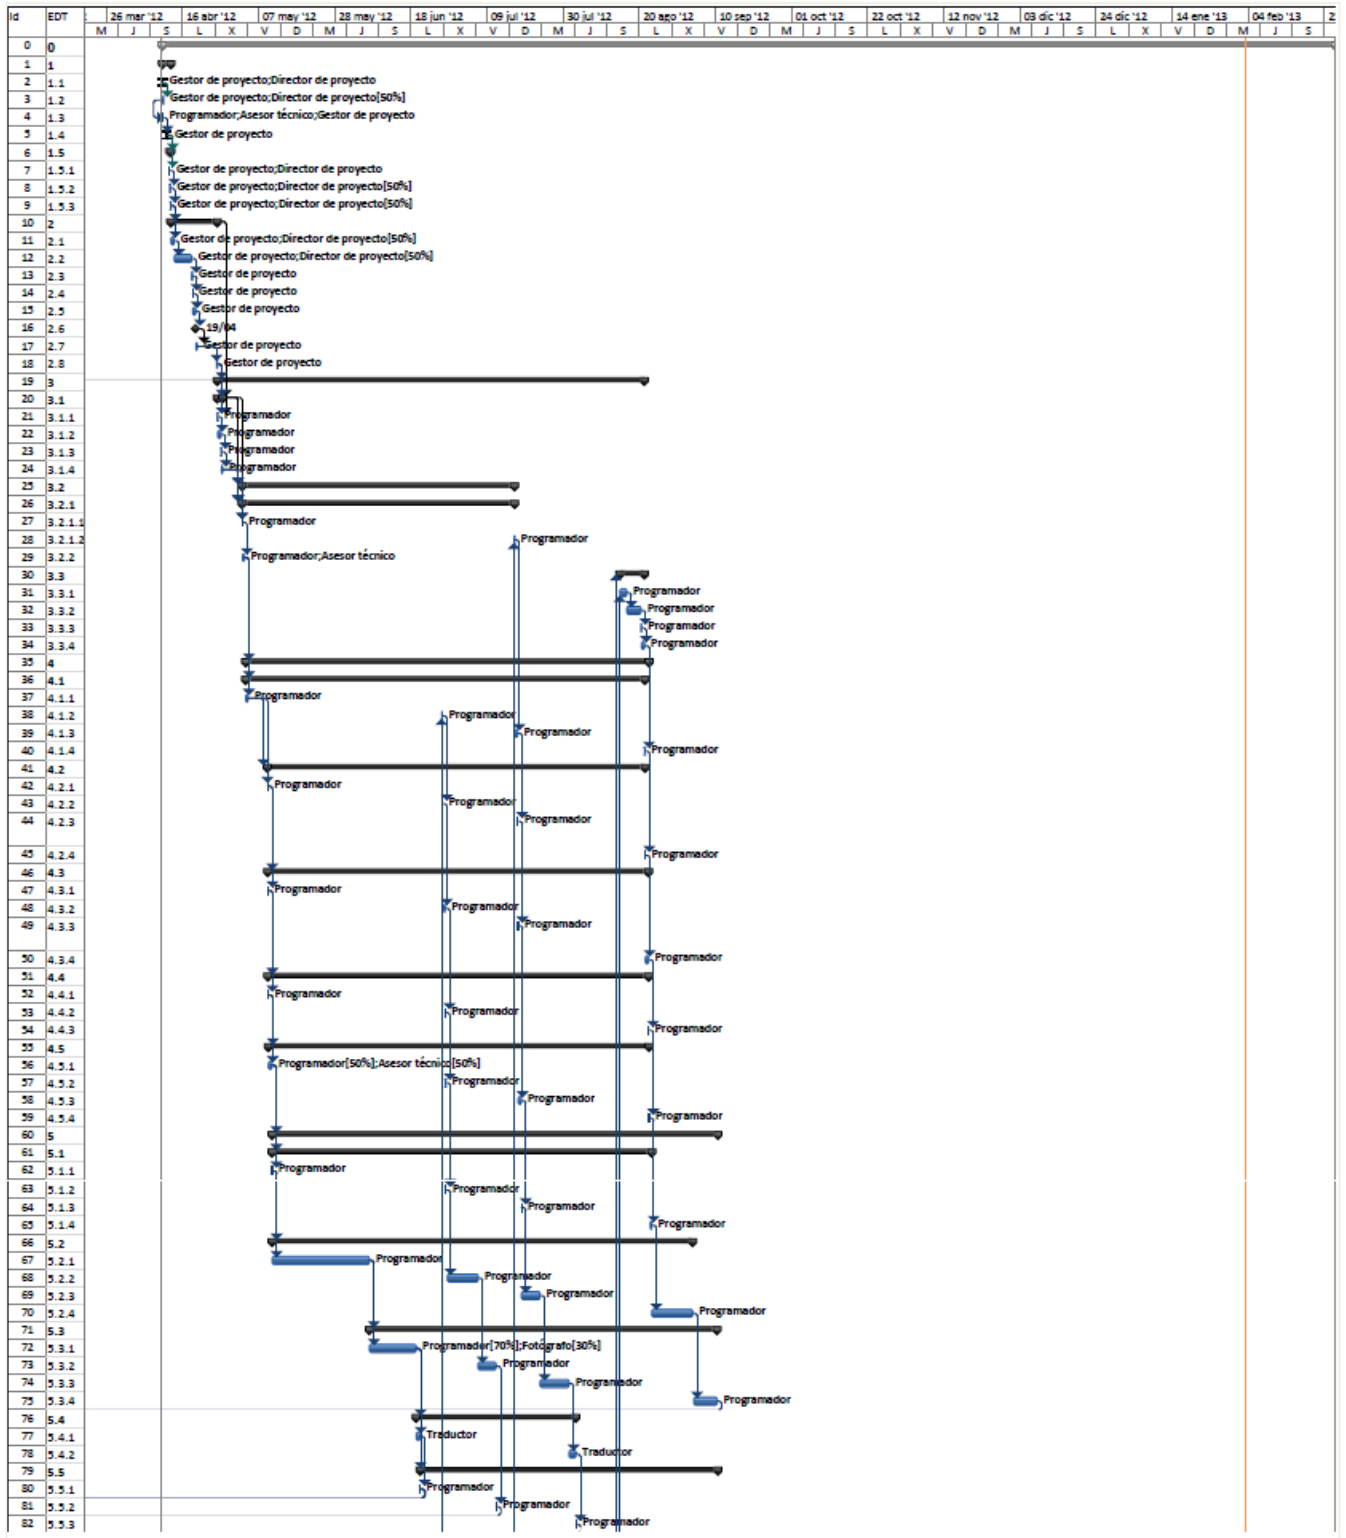 Id EDT 26 mar '12 16 abr '12 07 may '12 28 may '12 18 jun '12 09 jul '12 30 jul '12 20 ago '12 10 sep '12 01 oct '12 22 oct '12 12 nov '12 03 dic '12 24 dic '12 14 ene '13 04 feb '13 2
M J S L X V D M J S L X V D M J S L X V D M J S L X V D M J S
0 0
1 1
2 1.1 Gestor de proyecto;Director de proyecto
3 1.2 Gestor de proyecto;Director de proyecto[50%]
4 1.3 Programador;Asesor técnico;Gestor de proyecto
5 1.4 Gestor de proyecto
6 1.5
7 1.5.1 Gestor de proyecto;Director de proyecto
8 1.5.2 Gestor de proyecto;Director de proyecto[50%]
9 1.5.3 Gestor de proyecto;Director de proyecto[50%]
10 2
11 2.1 Gestor de proyecto;Director de proyecto[50%]
12 2.2 Gestor de proyecto;Director de proyecto[50%]
13 2.3 Gestor de proyecto
14 2.4 Gestor de proyecto
15 2.5 Gestor de proyecto
16 2.6 19/04
17 2.7 Gestor de proyecto
18 2.8 Gestor de proyecto
19 3
20 3.1
21 3.1.1 Programador
22 3.1.2 Programador
23 3.1.3 Programador
24 3.1.4 Programador
25 3.2
26 3.2.1
27 3.2.1.1 Programador
28 3.2.1.2 Programador
29 3.2.2 Programador;Asesor técnico
30 3.3
31 3.3.1 Programador
32 3.3.2 Programador
33 3.3.3 Programador
34 3.3.4 Programador
35 4
36 4.1
37 4.1.1 Programador
38 4.1.2 Programador
39 4.1.3 Programador
40 4.1.4 Programador
41 4.2
42 4.2.1 Programador
43 4.2.2 Programador
44 4.2.3 Programador
45 4.2.4 Programador
46 4.3
47 4.3.1 Programador
48 4.3.2 Programador
49 4.3.3 Programador
50 4.3.4 Programador
51 4.4
52 4.4.1 Programador
53 4.4.2 Programador
54 4.4.3 Programador
55 4.5
56 4.5.1 Programador[50%];Asesor técnico[50%]
57 4.5.2 Programador
58 4.5.3 Programador
59 4.5.4 Programador
60 5
61 5.1
62 5.1.1 Programador
63 5.1.2 Programador
64 5.1.3 Programador
65 5.1.4 Programador
66 5.2
67 5.2.1 Programador
68 5.2.2 Programador
69 5.2.3 Programador
70 5.2.4 Programador
71 5.3
72 5.3.1 Programador[70%];Fotógrafo[30%]
73 5.3.2 Programador
74 5.3.3 Programador
75 5.3.4 Programador
76 5.4
77 5.4.1 Traductor
78 5.4.2 Traductor
79 5.5
80 5.5.1 Programador
81 5.5.2 Programador
82 5.5.3 Programador